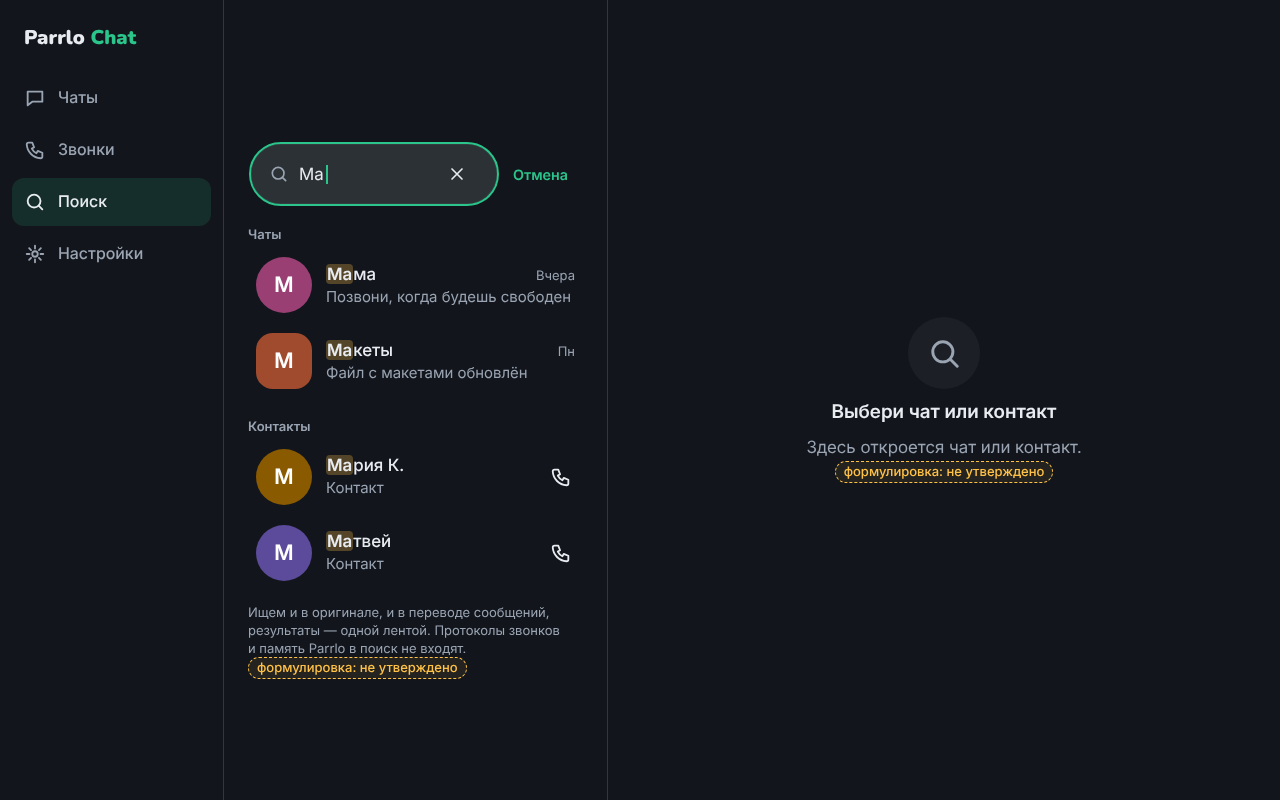 Parrlo Chat
Чаты
Звонки
Поиск
Настройки
Ма
Отмена
Чаты
М
Мама
Вчера
Позвони, когда будешь свободен
М
Макеты
Пн
Файл с макетами обновлён
Контакты
М
Мария К.
Контакт
М
Матвей
Контакт
Ищем и в оригинале, и в переводе сообщений,
результаты — одной лентой. Протоколы звонков
и память Parrlo в поиск не входят.
формулировка: не утверждено
Выбери чат или контакт
Здесь откроется чат или контакт.
формулировка: не утверждено